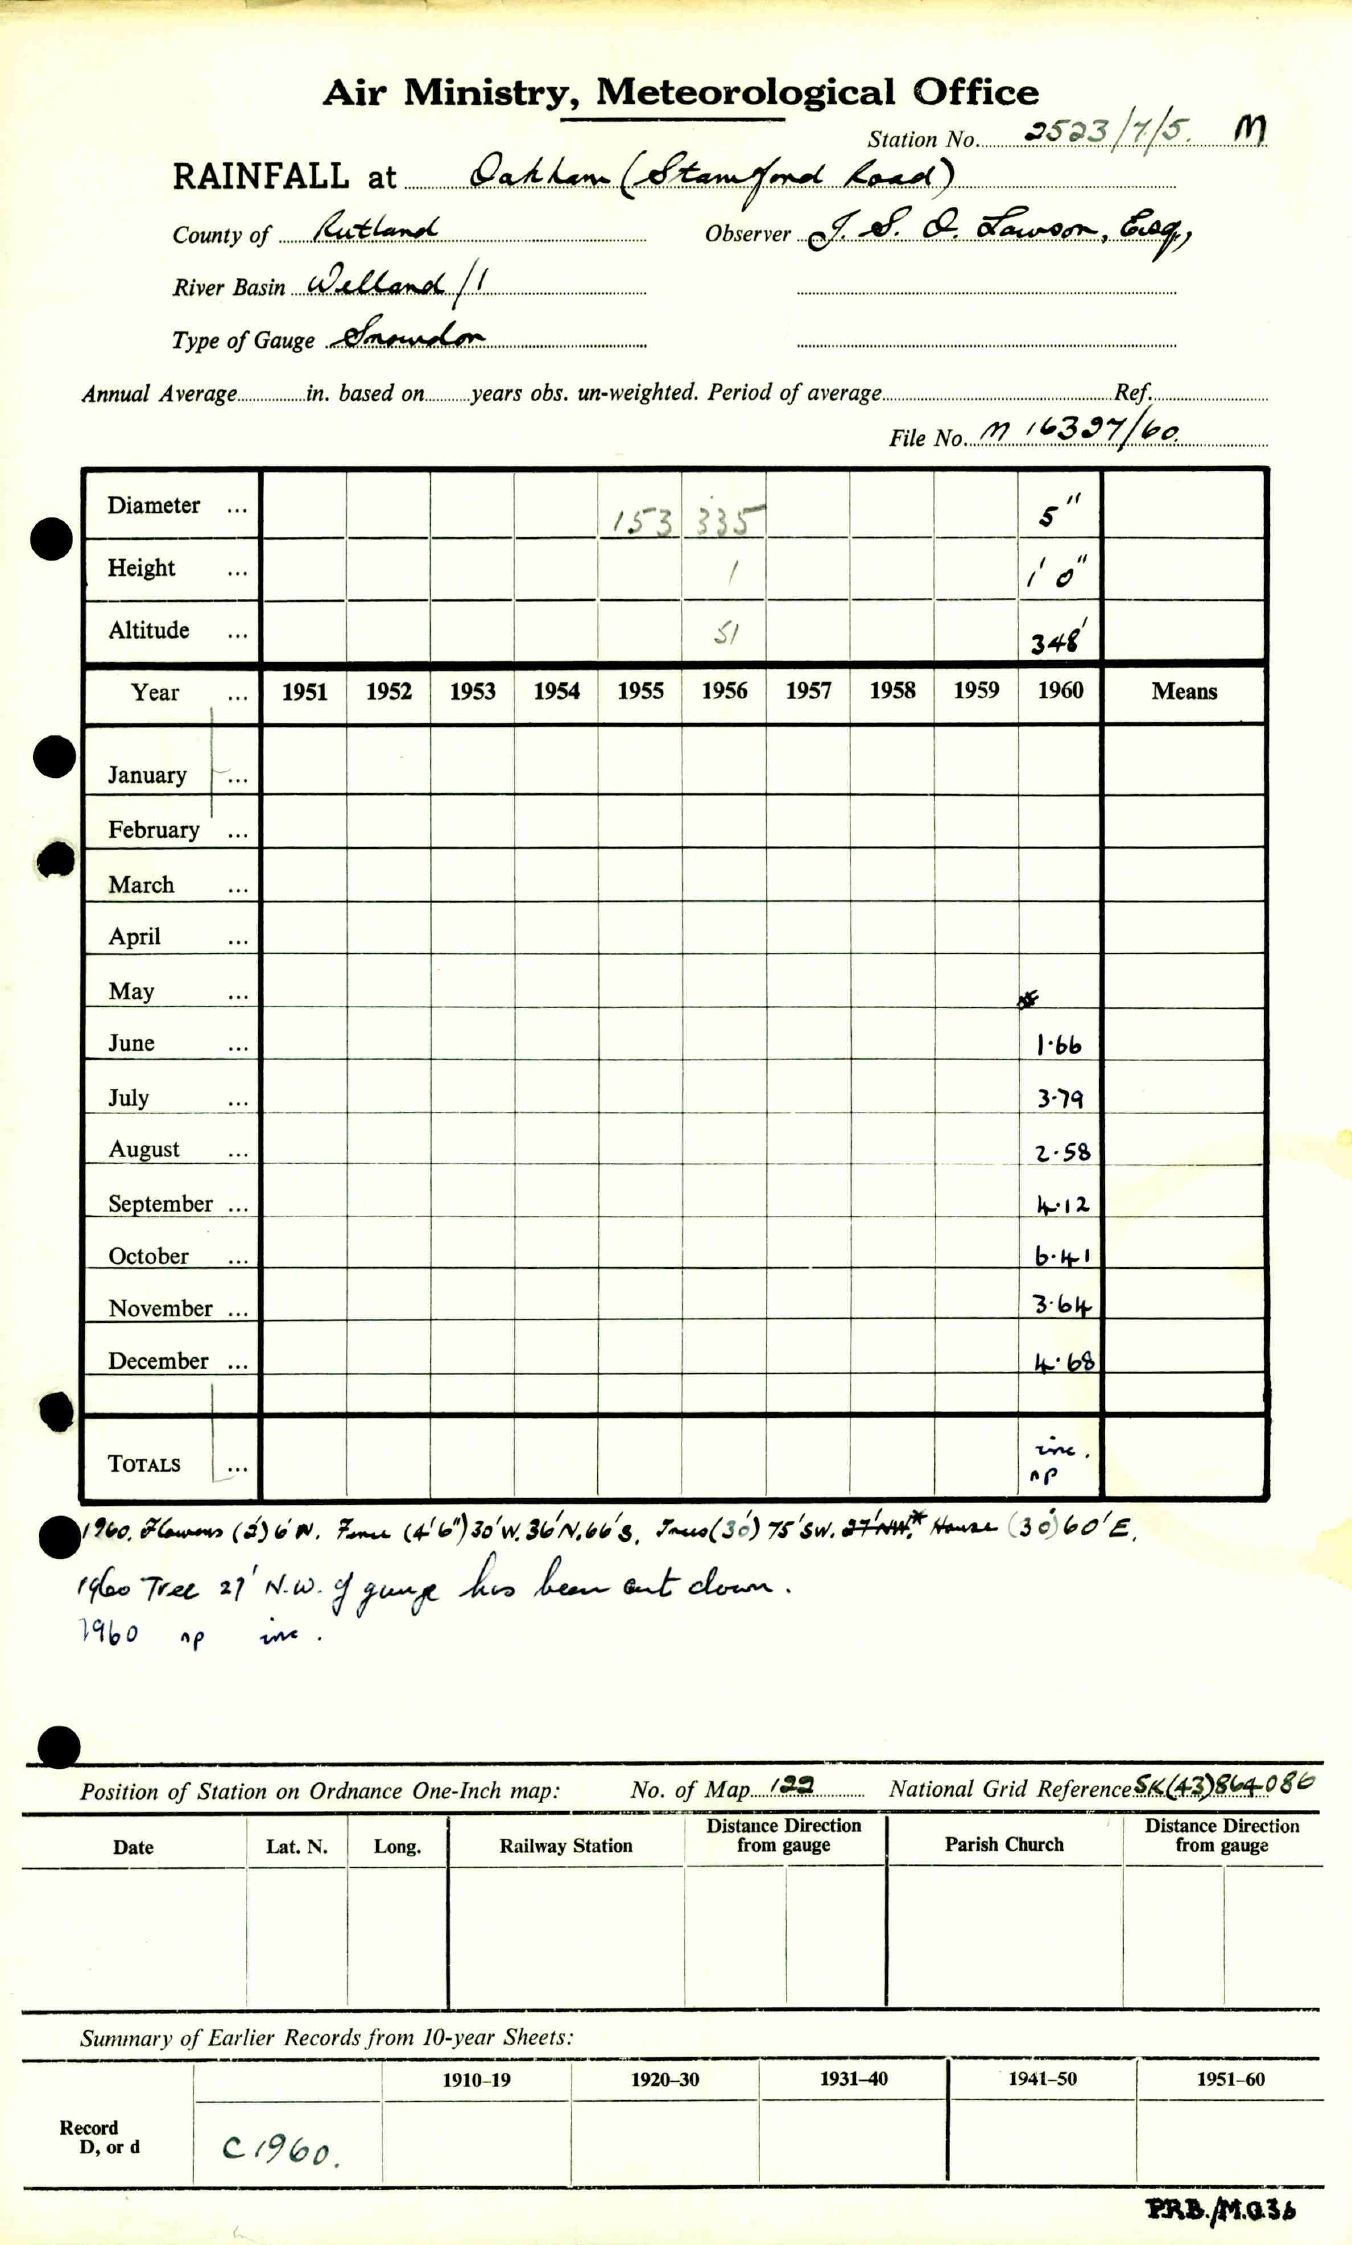 Air Ministry, Meteorological Office
Station No. 2523/7/5. M
RAINFALL at Oakham (Stamford Road)
County of Rutland Observer J. S. O. Lawson, Esq,
River Basin Welland/1
Type of Gauge Snowdon
Annual Average in. based on years obs. un-weighted. Period of average Ref.
File No. M 16327/60.
Diameter ... 153 335 5"
Height ... 1 1' 0"
Altitude ... 51 348'
Year ... 1951 1952 1953 1954 1955 1956 1957 1958 1959 1960 Means
January ...
February ...
March ...
April ...
May ...
June ... 1.66
July ... 3.79
August ... 2.58
September ... 4.12
October ... 6.41
November ... 3.64
December ... 4.68
TOTALS ... inc.
np
1960. Flowers (2') 6'N. Fence (4'6") 30'W. 36'N. 66'S. Trees (30') 75'SW. 27'NW.* House (30') 60'E.
1960 Tree 27' N.W. of gauge has been cut down.
1960 np inc.
Position of Station on Ordnance One-Inch map: No. of Map 122 National Grid Reference SK(43)864086
Date Lat. N. Long. Railway Station Distance Direction from gauge Parish Church Distance Direction from gauge
Summary of Earlier Records from 10-year Sheets:
1910–19 1920–30 1931–40 1941–50 1951–60
Record
D, or d C 1960.
P.R.B./M.O.36